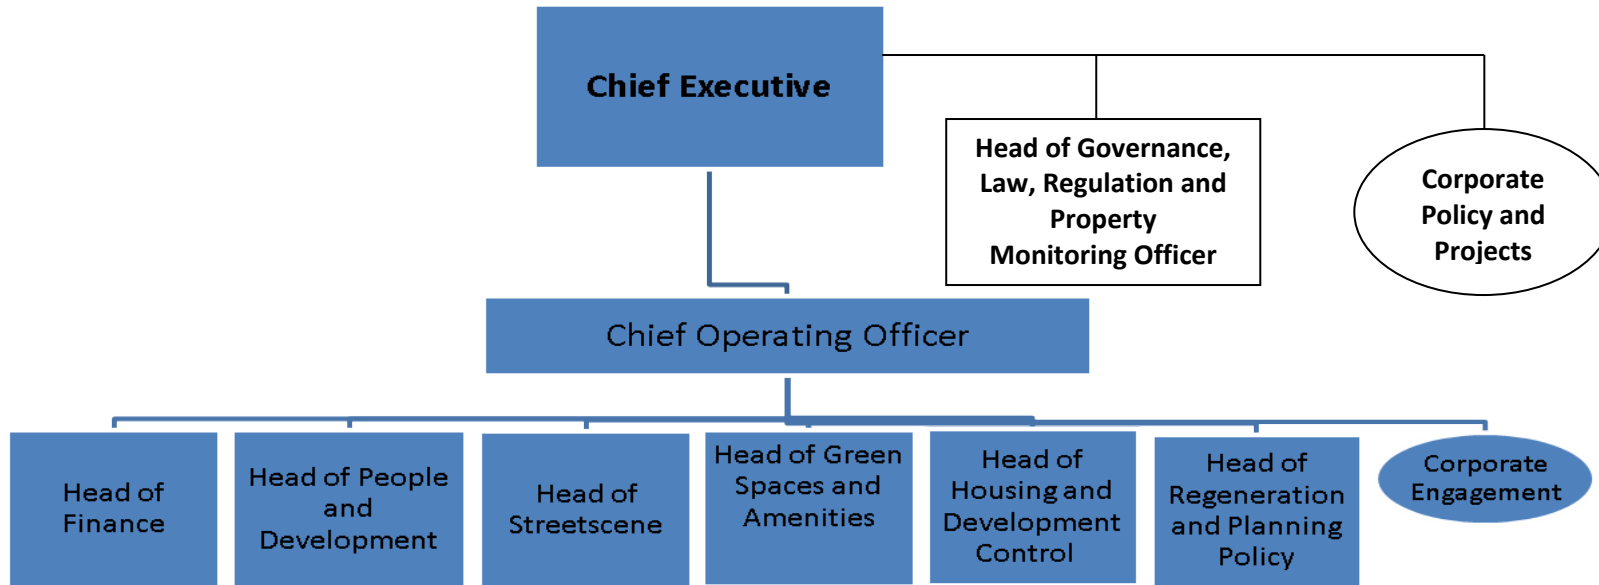 Chief Executive
Head of Governance,
Law, Regulation and
Property
Monitoring Officer
Corporate
Policy and
Projects
Chief Operating Officer
Head of
Finance
Head of People
and
Development
Head of
Streetscene
Head of Green
Spaces and
Amenities
Head of
Housing and
Development
Control
Head of
Regeneration
and Planning
Policy
Corporate
Engagement